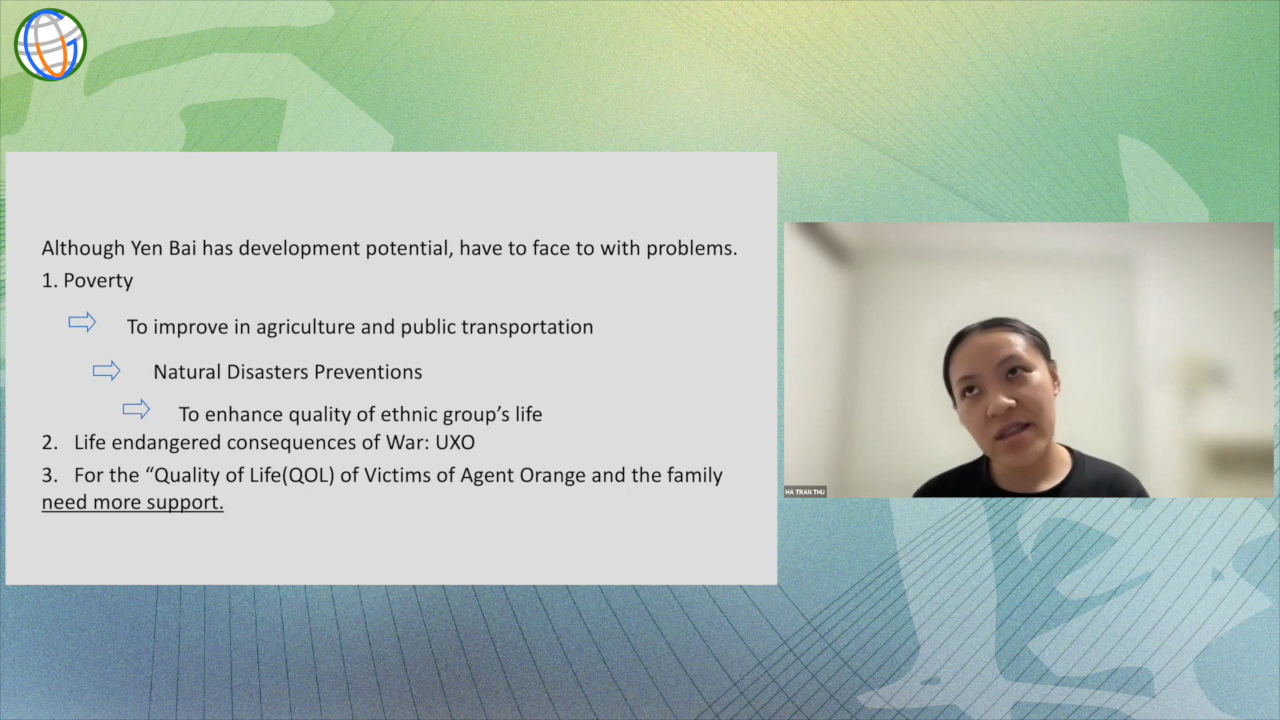 Although Yen Bai has development potential, have to face to with problems.
1. Poverty
To improve in agriculture and public transportation
Natural Disasters Preventions
To enhance quality of ethnic group’s life
2. Life endangered consequences of War: UXO
3. For the “Quality of Life(QOL) of Victims of Agent Orange and the family
need more support.
HA TRAN THU